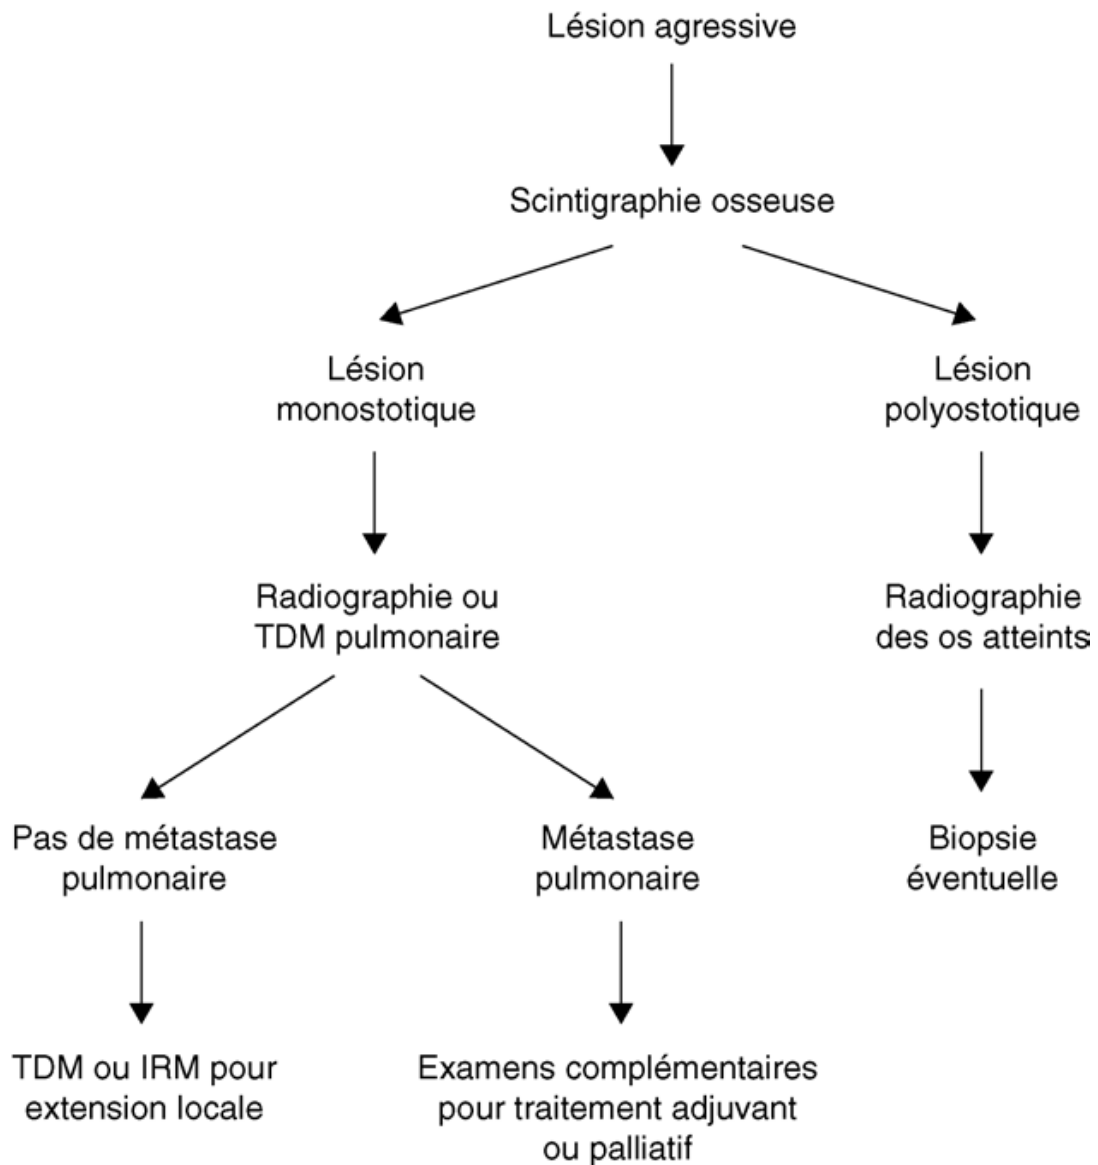 Lésion agressive
Scintigraphie osseuse
Lésion
monostotique
Lésion
polyostotique
Radiographie ou
TDM pulmonaire
Radiographie
des os atteints
Pas de métastase
pulmonaire
Métastase
pulmonaire
Biopsie
éventuelle
TDM ou IRM pour
extension locale
Examens complémentaires
pour traitement adjuvant
ou palliatif